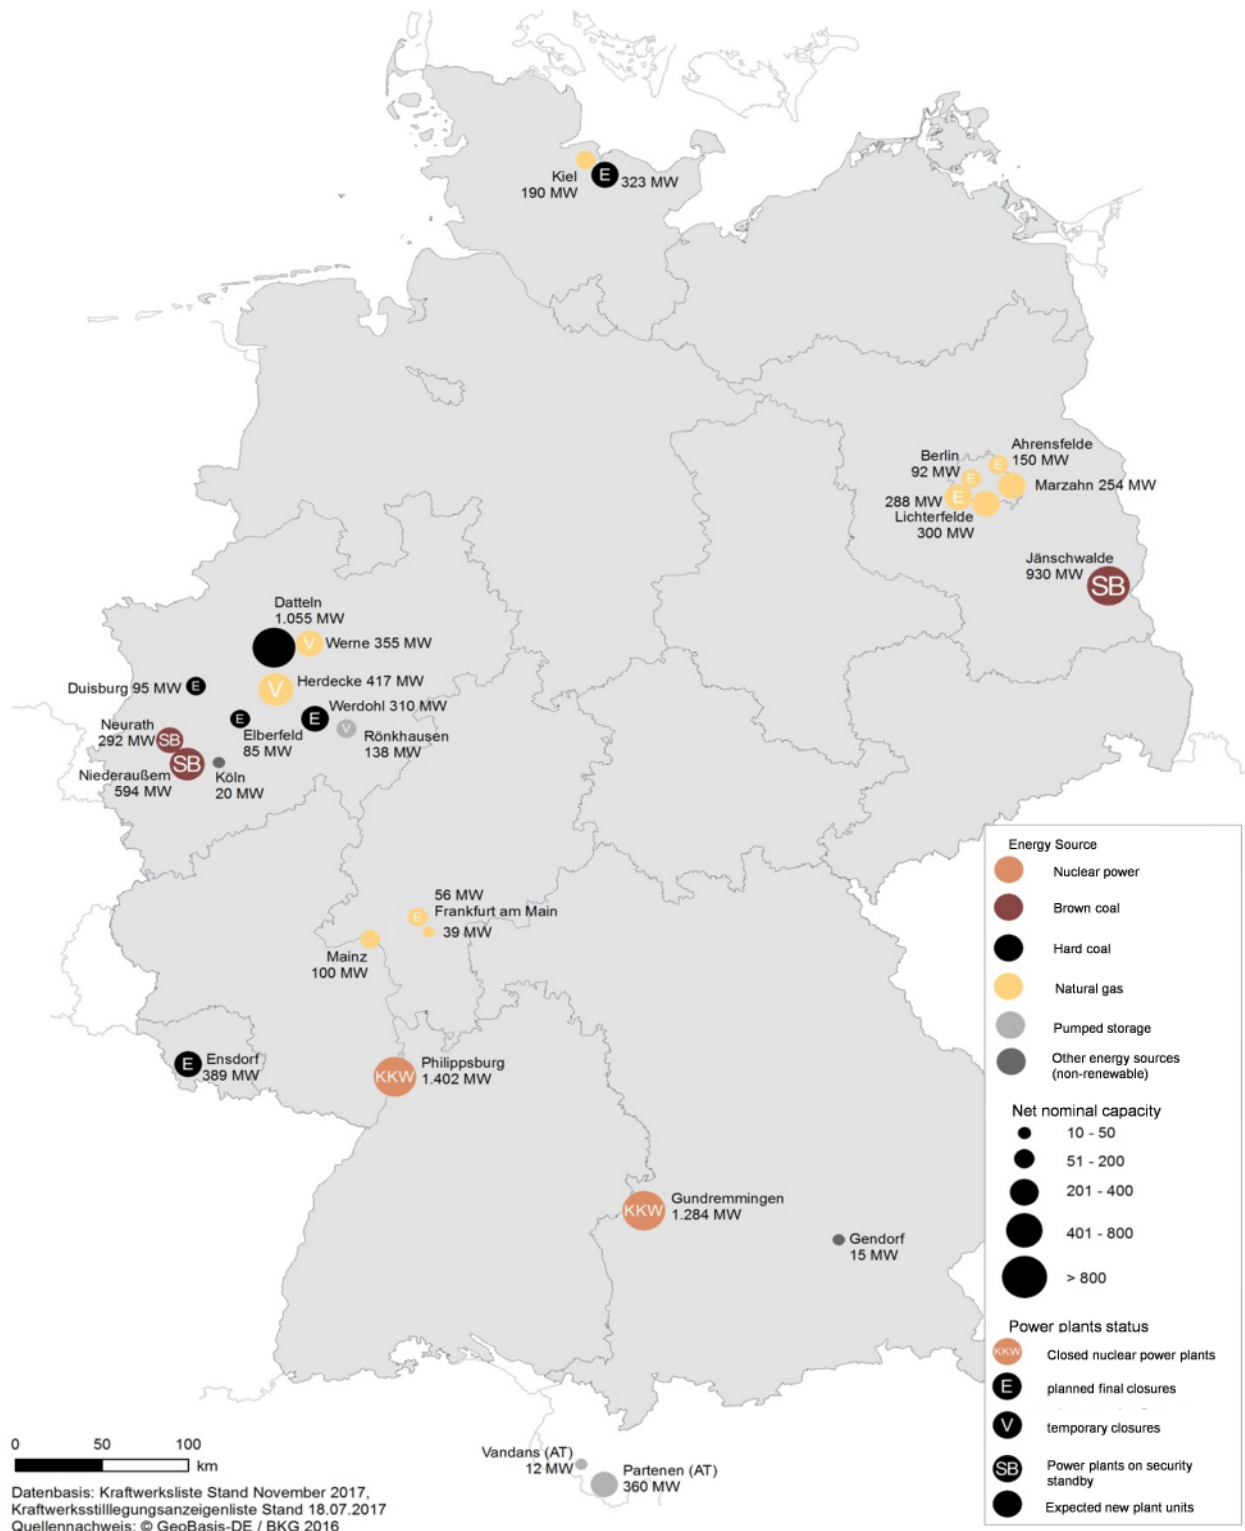 Kiel
190 MW
E
323 MW
Ahrensfelde
150 MW
E
Berlin
92 MW
E
Marzahn 254 MW
288 MW
E
Lichterfelde
300 MW
Jänschwalde
930 MW
SB
Datteln
1.055 MW
V
Werne 355 MW
Duisburg 95 MW
E
V
Herdecke 417 MW
Werdohl 310 MW
E
Neurath
292 MW
SB
E
Elberfeld
85 MW
V
Rönkhausen
138 MW
Niederaußem
594 MW
SB
Köln
20 MW
56 MW
E
Frankfurt am Main
39 MW
Mainz
100 MW
E
Ensdorf
389 MW
KKW
Philippsburg
1.402 MW
KKW
Gundremmingen
1.284 MW
Gendorf
15 MW
Vandans (AT)
12 MW
Partenen (AT)
360 MW
Energy Source
Nuclear power
Brown coal
Hard coal
Natural gas
Pumped storage
Other energy sources
(non-renewable)
Net nominal capacity
10 - 50
51 - 200
201 - 400
401 - 800
> 800
Power plants status
KKW
Closed nuclear power plants
E
planned final closures
V
temporary closures
SB
Power plants on security
standby
Expected new plant units
0 50 100
km
Datenbasis: Kraftwerksliste Stand November 2017,
Kraftwerksstilllegungsanzeigenliste Stand 18.07.2017
Quellennachweis: © GeoBasis-DE / BKG 2016